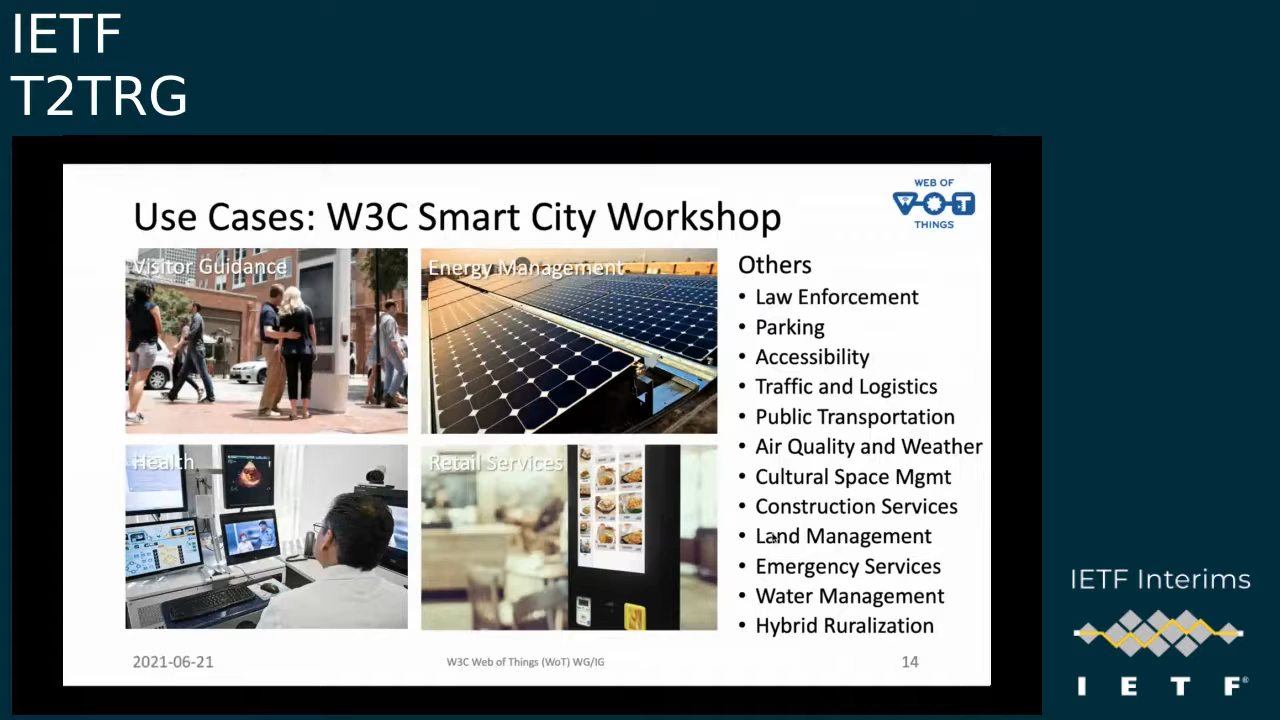 IETF
T2TRG
Use Cases: W3C Smart City Workshop
WEB OF
WOT
THINGS
Visitor Guidance
Energy Management
Health
Retail Services
Others
• Law Enforcement
• Parking
• Accessibility
• Traffic and Logistics
• Public Transportation
• Air Quality and Weather
• Cultural Space Mgmt
• Construction Services
• Land Management
• Emergency Services
• Water Management
• Hybrid Ruralization
2021-06-21
W3C Web of Things (WoT) WG/IG
14
IETF Interims
I E T F®